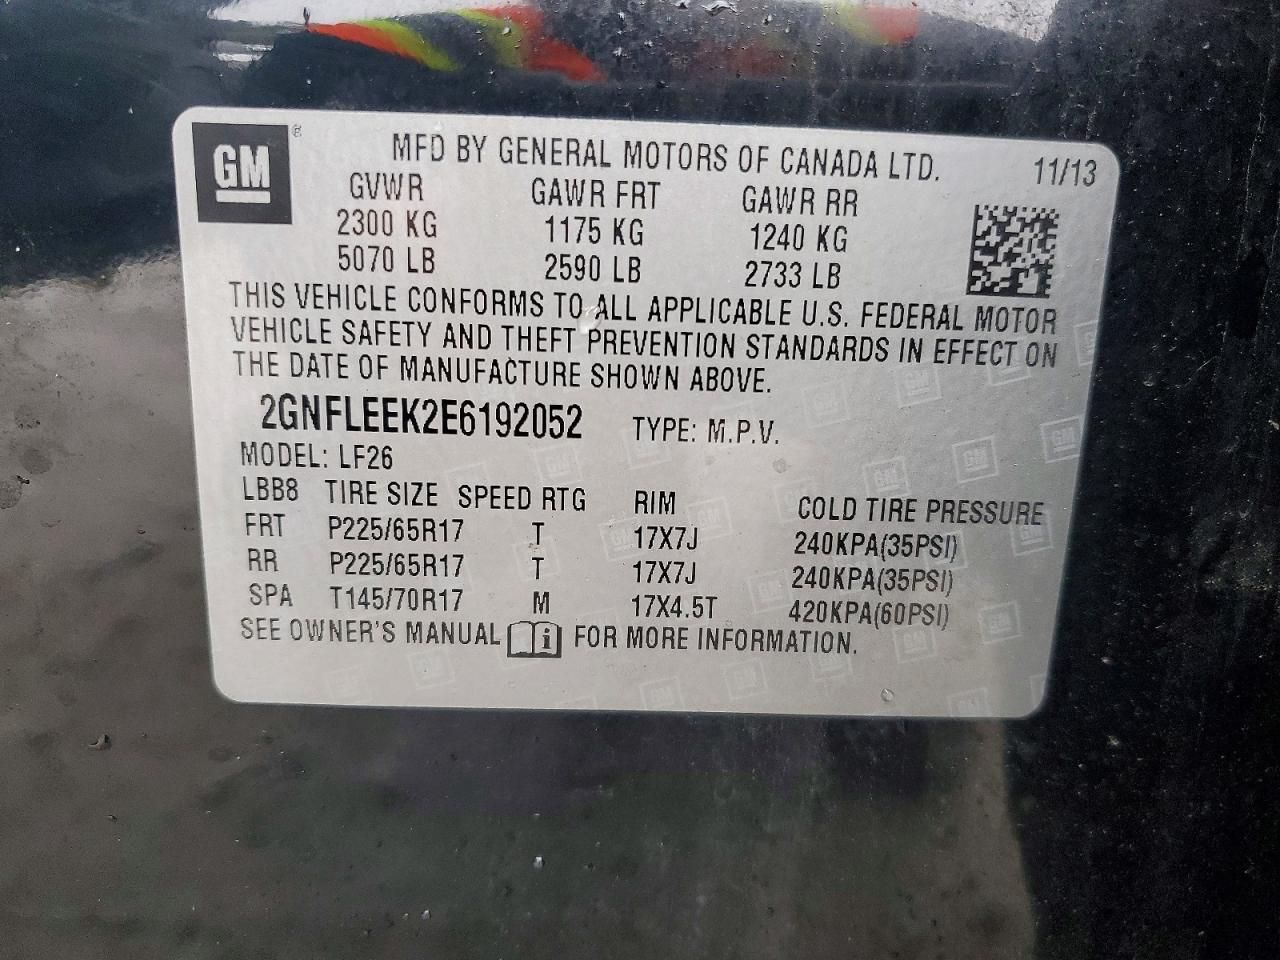 GM ®
MFD BY GENERAL MOTORS OF CANADA LTD. 11/13
GVWR GAWR FRT GAWR RR
2300 KG 1175 KG 1240 KG
5070 LB 2590 LB 2733 LB
THIS VEHICLE CONFORMS TO ALL APPLICABLE U.S. FEDERAL MOTOR
VEHICLE SAFETY AND THEFT PREVENTION STANDARDS IN EFFECT ON
THE DATE OF MANUFACTURE SHOWN ABOVE.
2GNFLEEK2E6192052 TYPE: M.P.V.
MODEL: LF26
LBB8 TIRE SIZE SPEED RTG RIM COLD TIRE PRESSURE
FRT P225/65R17 T 17X7J 240KPA(35PSI)
RR P225/65R17 T 17X7J 240KPA(35PSI)
SPA T145/70R17 M 17X4.5T 420KPA(60PSI)
SEE OWNER'S MANUAL i FOR MORE INFORMATION.